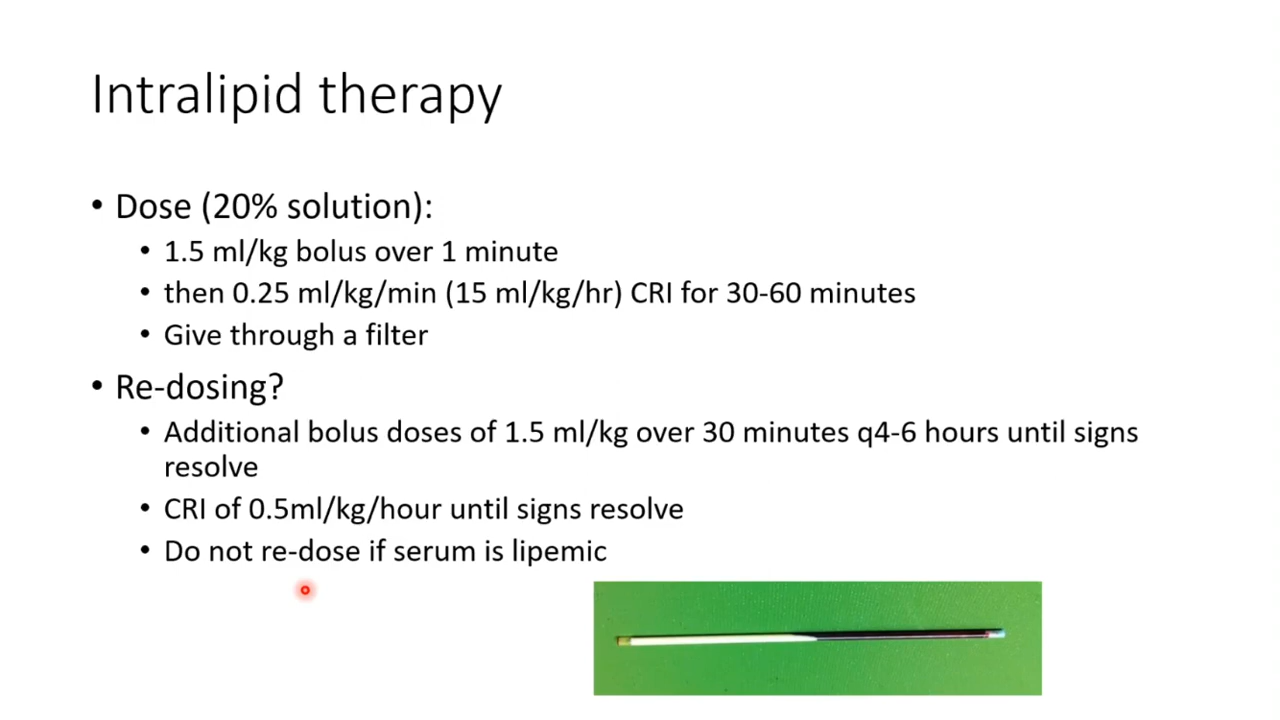 Intralipid therapy
• Dose (20% solution):
• 1.5 ml/kg bolus over 1 minute
• then 0.25 ml/kg/min (15 ml/kg/hr) CRI for 30-60 minutes
• Give through a filter
• Re-dosing?
• Additional bolus doses of 1.5 ml/kg over 30 minutes q4-6 hours until signs
resolve
• CRI of 0.5ml/kg/hour until signs resolve
• Do not re-dose if serum is lipemic